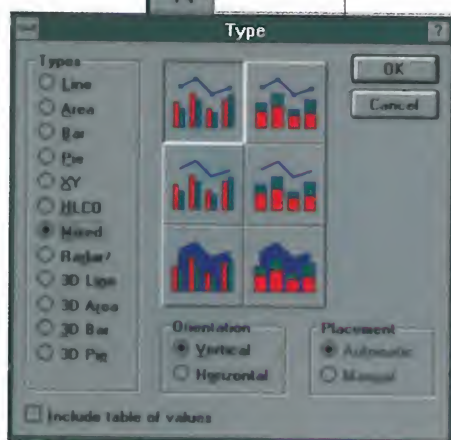 Type
?
Types
Line
Area
Bar
Pie
XY
HLCO
Mixed
Radar
3D Line
3D Area
3D Bar
3D Pie
OK
Cancel
Orientation
Vertical
Horizontal
Placement
Automatic
Manual
Include table of values